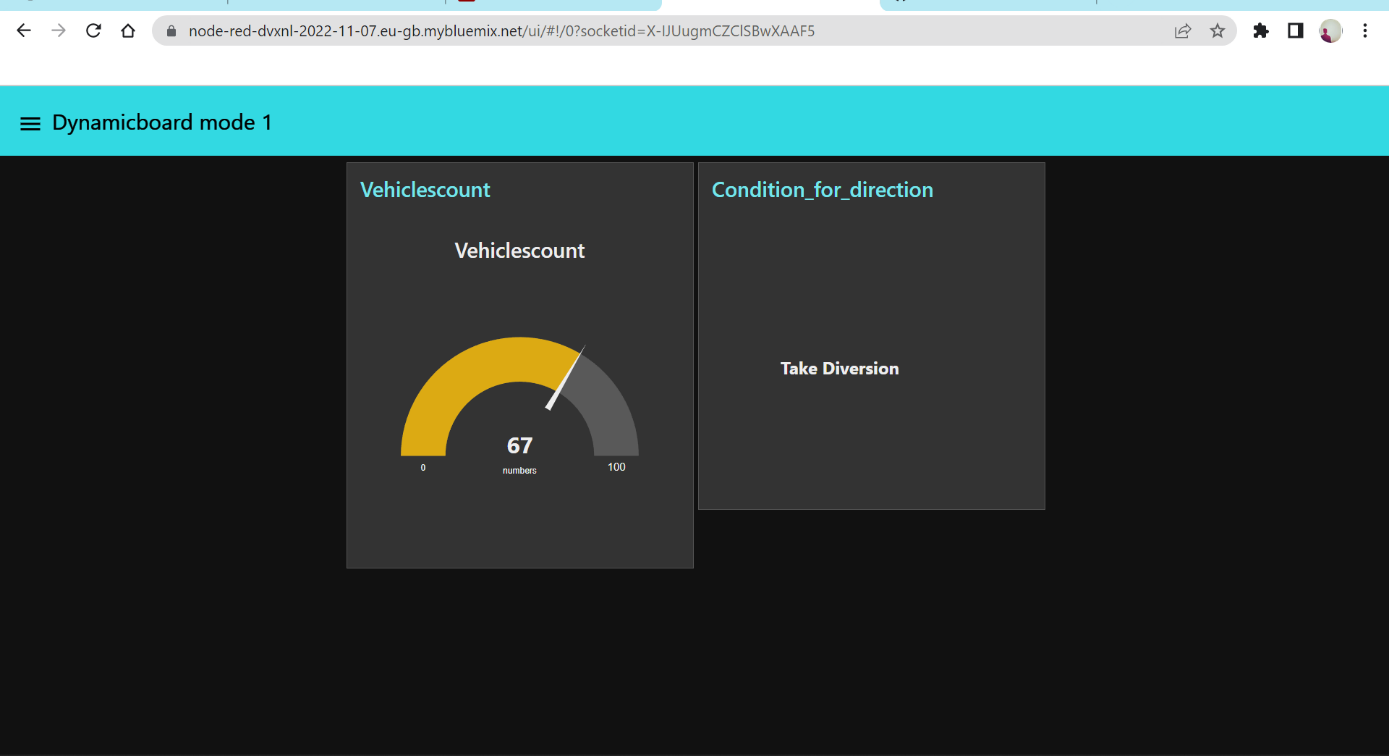 node-red-dvxnl-2022-11-07.eu-gb.mybluemix.net/ui/#!/0?socketid=X-IJUugmCZClSBwXAAF5
Dynamicboard mode 1
Vehiclescount
Condition_for_direction
Vehiclescount
Take Diversion
67
0
numbers
100